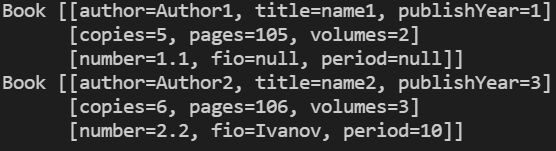 Book [[author=Author1, title=name1, publishYear=1]
[copies=5, pages=105, volumes=2]
[number=1.1, fio=null, period=null]]
Book [[author=Author2, title=name2, publishYear=3]
[copies=6, pages=106, volumes=3]
[number=2.2, fio=Ivanov, period=10]]